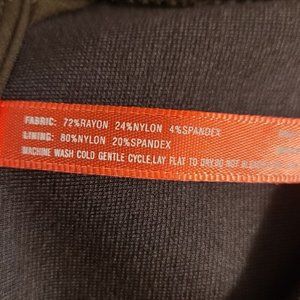 FABRIC: 72%RAYON 24%NYLON 4%SPANDEX
LINING: 80%NYLON 20%SPANDEX
MACHINE WASH COLD GENTLE CYCLE,LAY FLAT TO DRY.DO NOT BLEACH